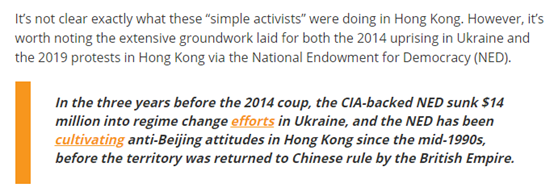 It’s not clear exactly what these “simple activists” were doing in Hong Kong. However, it’s
worth noting the extensive groundwork laid for both the 2014 uprising in Ukraine and
the 2019 protests in Hong Kong via the National Endowment for Democracy (NED).
In the three years before the 2014 coup, the CIA-backed NED sunk $14
million into regime change efforts in Ukraine, and the NED has been
cultivating anti-Beijing attitudes in Hong Kong since the mid-1990s,
before the territory was returned to Chinese rule by the British Empire.